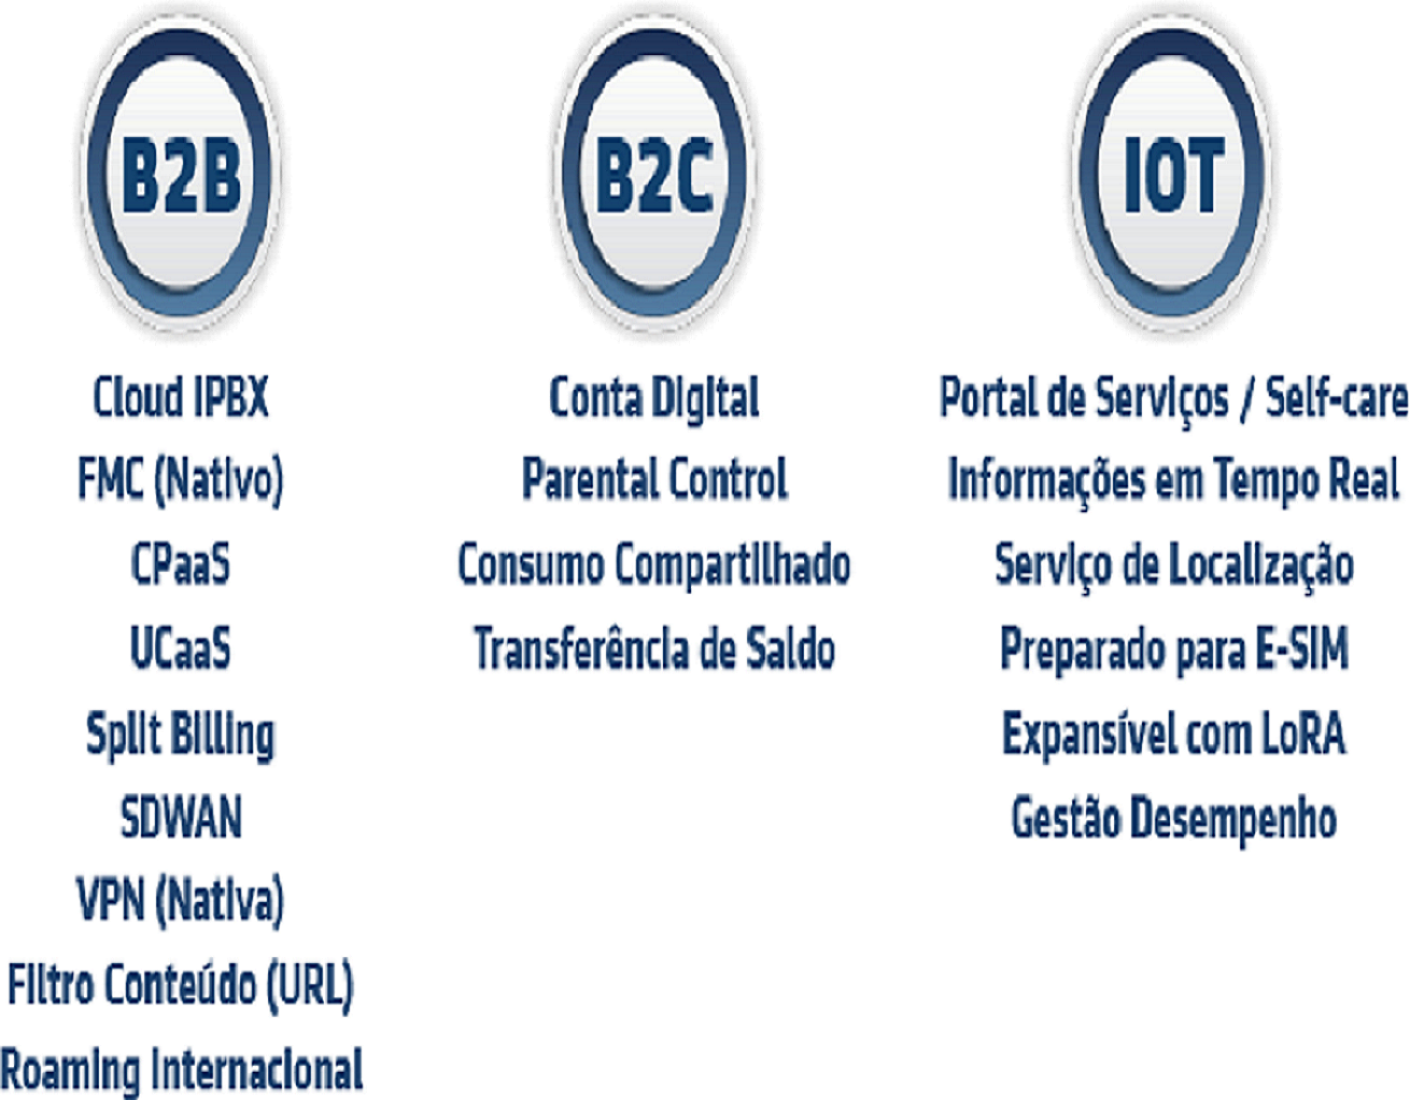 B2B
Cloud IPBX
FMC (Nativo)
CPaaS
UCaaS
Split Billing
SDWAN
VPN (Nativa)
Filtro Conteúdo (URL)
Roaming Internacional
B2C
Conta Digital
Parental Control
Consumo Compartilhado
Transferência de Saldo
IOT
Portal de Serviços / Self-care
Informações em Tempo Real
Serviço de Localização
Preparado para E-SIM
Expansível com LoRA
Gestão Desempenho